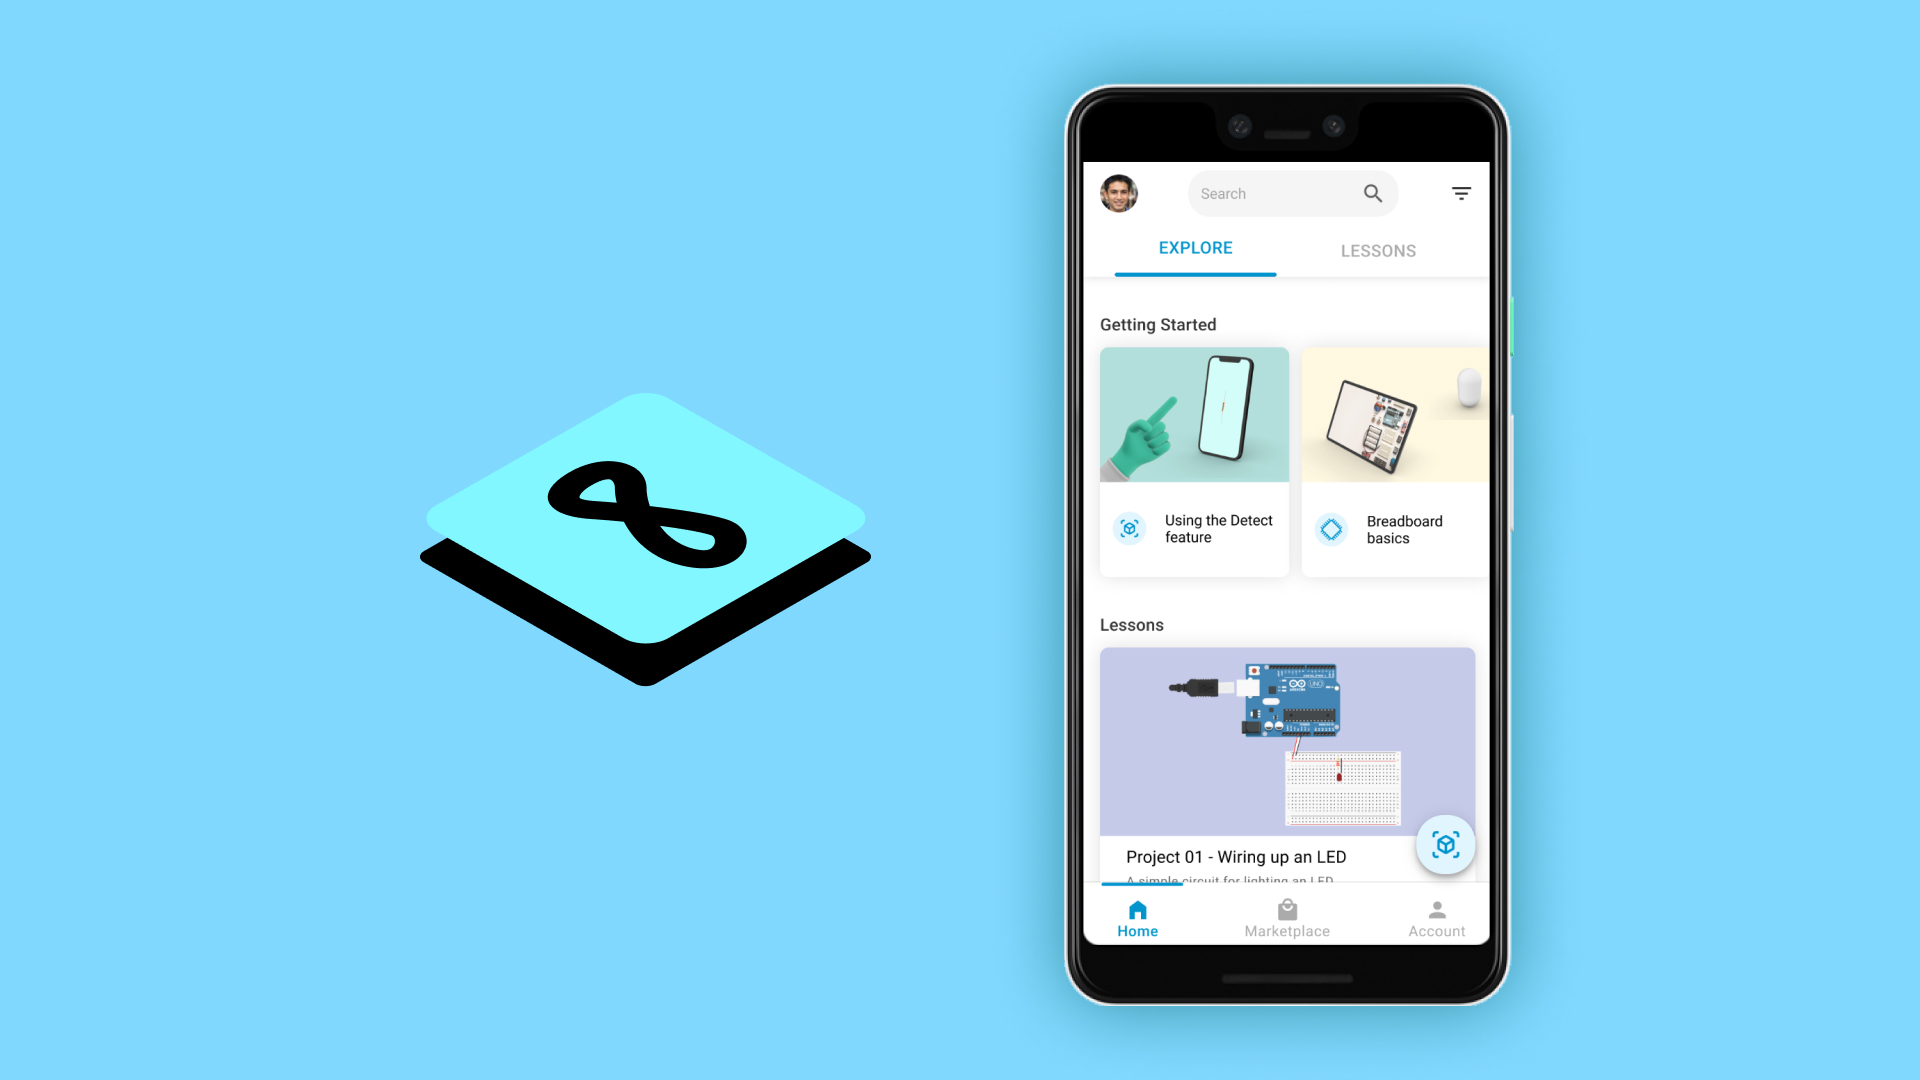 Search
EXPLORE
LESSONS
Getting Started
Using the Detect
feature
Breadboard
basics
Lessons
UNO
Project 01 - Wiring up an LED
A simple circuit for lighting an LED
Home
Marketplace
Account